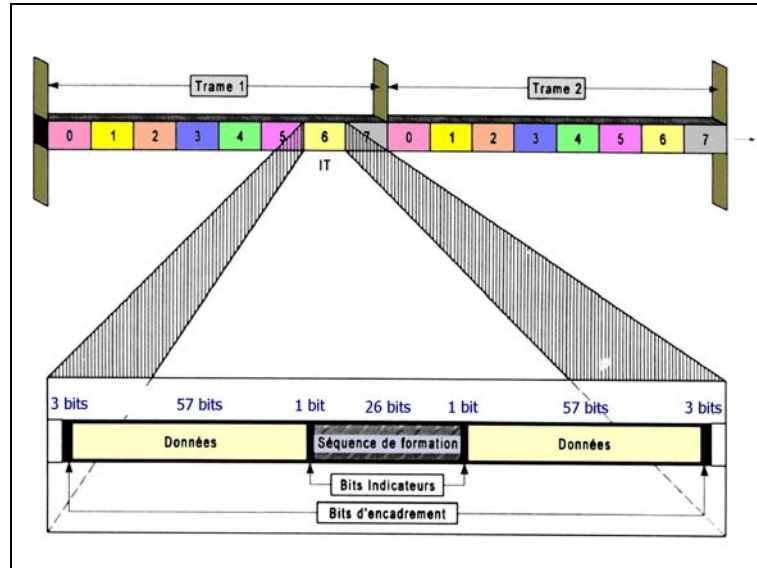 Trame 1 Trame 2
0 1 2 3 4 5 6 7 0 1 2 3 4 5 6 7
IT
3 bits 57 bits 1 bit 26 bits 1 bit 57 bits 3 bits
Données Séquence de formation Données
Bits Indicateurs
Bits d'encadrement